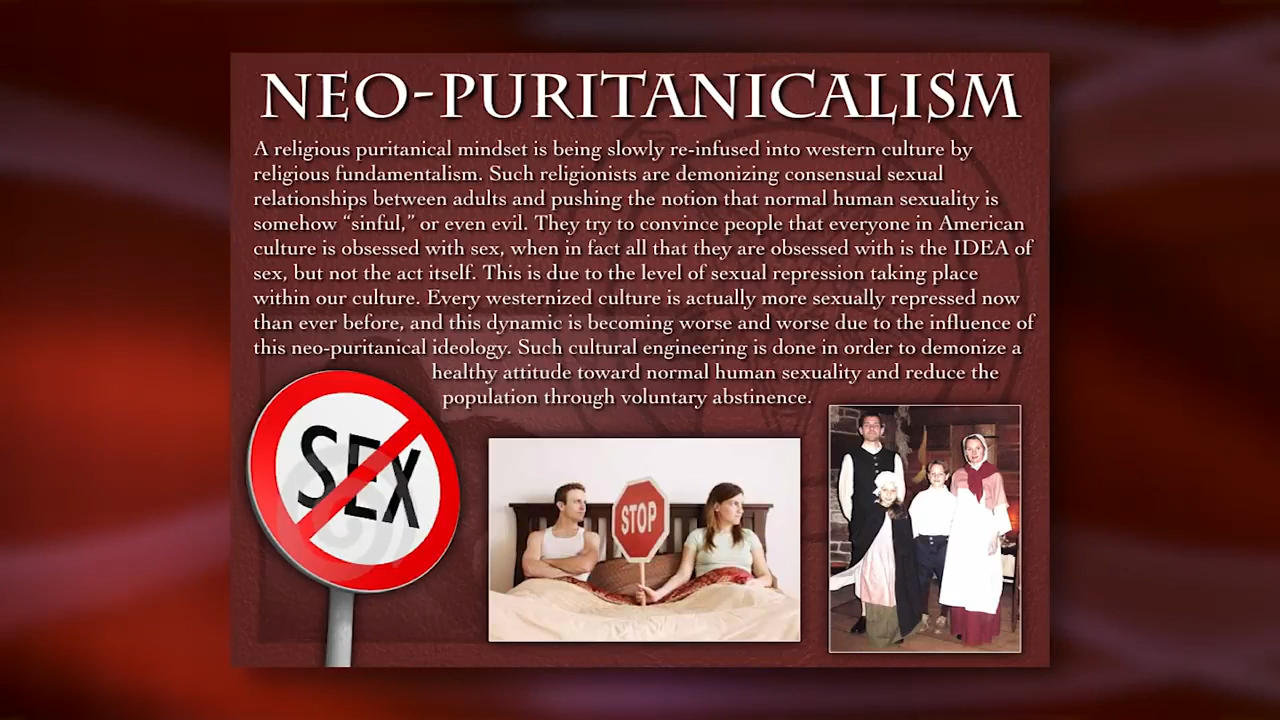 NEO-PURITANICALISM
A religious puritanical mindset is being slowly re-infused into western culture by
religious fundamentalism. Such religionists are demonizing consensual sexual
relationships between adults and pushing the notion that normal human sexuality is
somehow “sinful,” or even evil. They try to convince people that everyone in American
culture is obsessed with sex, when in fact all that they are obsessed with is the IDEA of
sex, but not the act itself. This is due to the level of sexual repression taking place
within our culture. Every westernized culture is actually more sexually repressed now
than ever before, and this dynamic is becoming worse and worse due to the influence of
this neo-puritanical ideology. Such cultural engineering is done in order to demonize a
healthy attitude toward normal human sexuality and reduce the
population through voluntary abstinence.
SEX
STOP